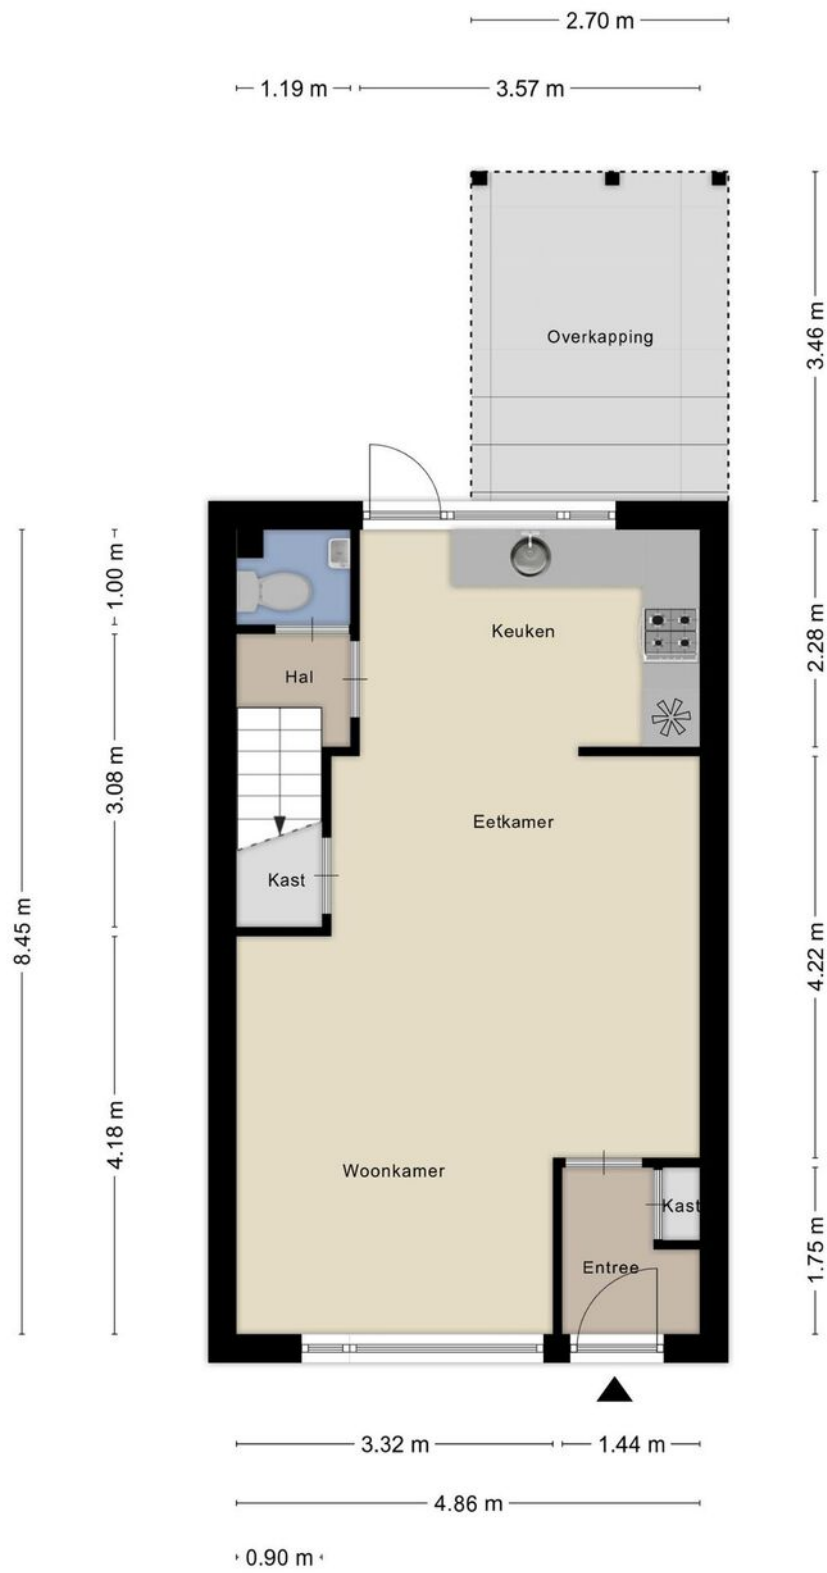 2.70 m
1.19 m
3.57 m
Overkapping
3.46 m
1.00 m
Keuken
2.28 m
Hal
3.08 m
Eetkamer
Kast
8.45 m
4.22 m
4.18 m
Woonkamer
Kast
1.75 m
Entree
3.32 m
1.44 m
4.86 m
0.90 m